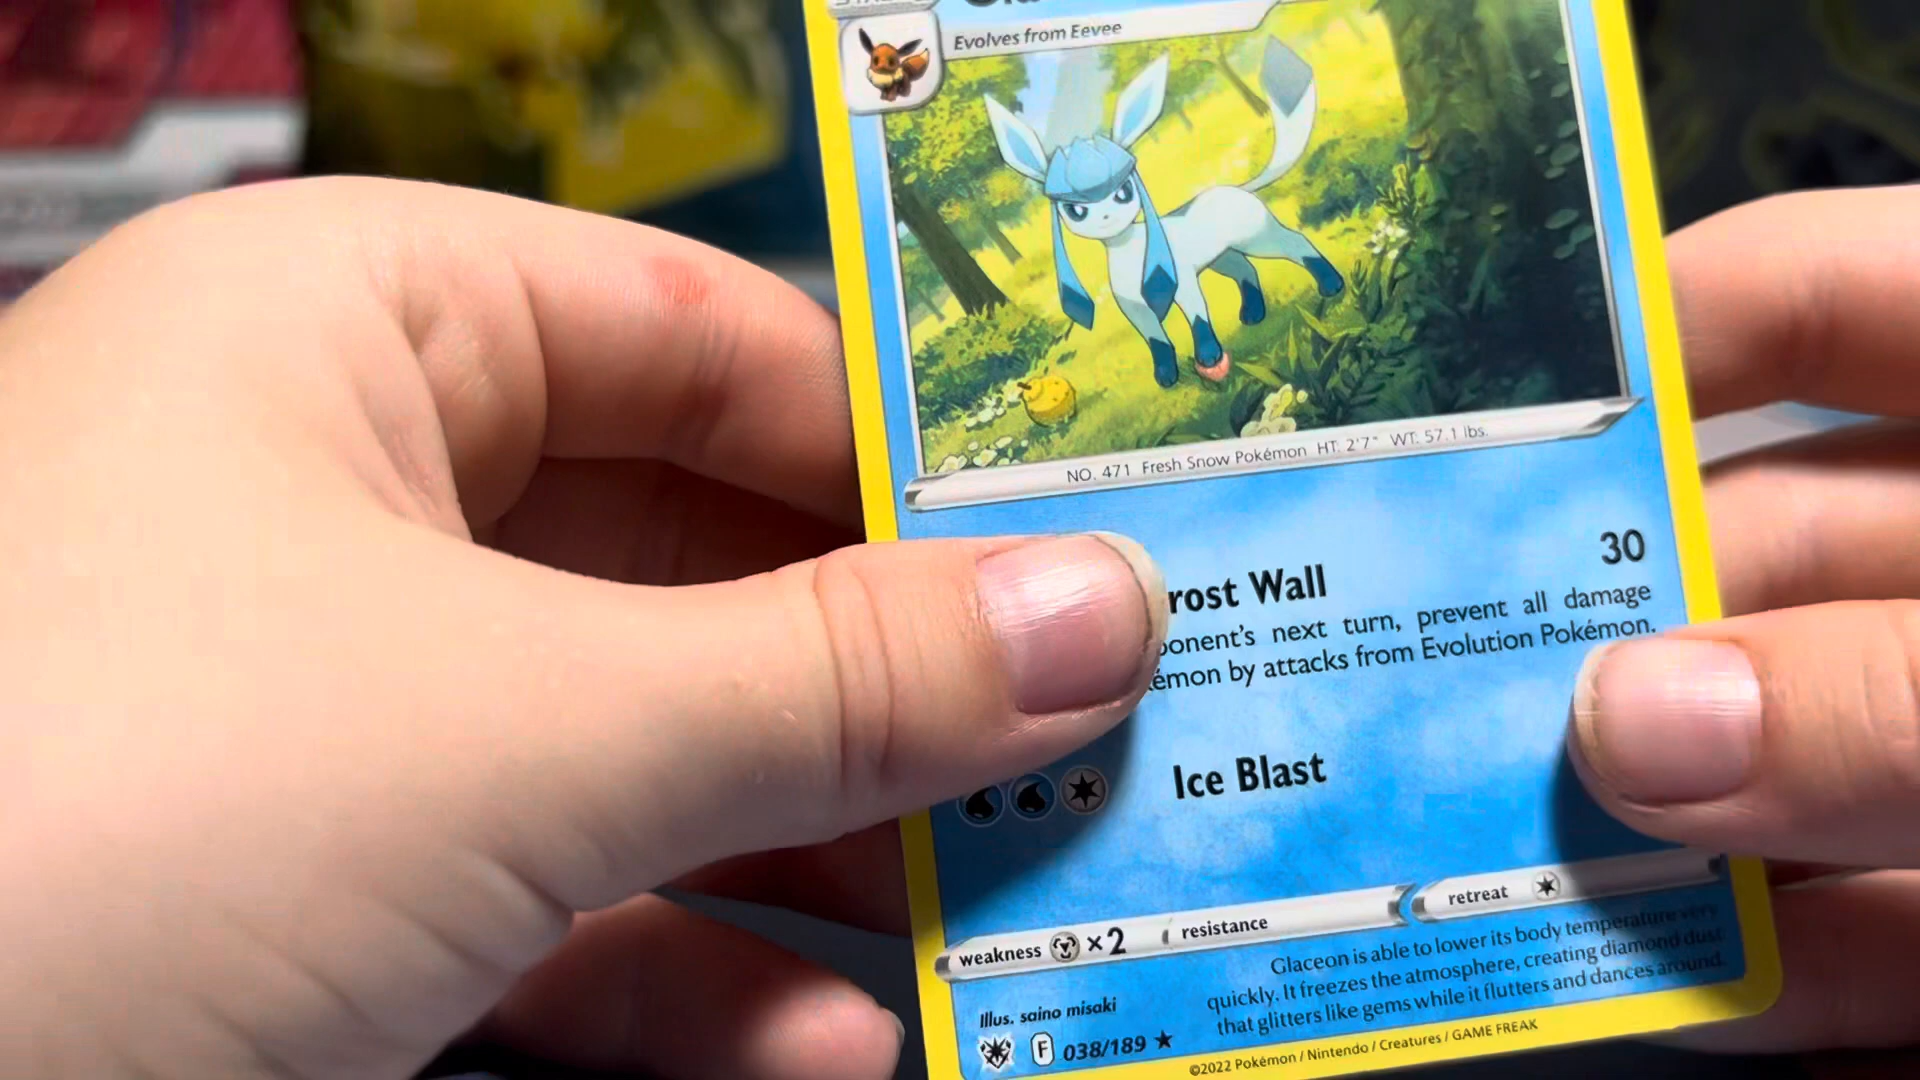 Evolves from Eevee
NO. 471 Fresh Snow Pokémon HT: 2'7" WT: 57.1 lbs.
rost Wall 30
ponent's next turn, prevent all damage
émon by attacks from Evolution Pokémon.
Ice Blast
weakness ×2 resistance retreat
Glaceon is able to lower its body temperature very
quickly. It freezes the atmosphere, creating diamond dust
that glitters like gems while it flutters and dances around.
Illus. saino misaki
F 038/189
©2022 Pokémon / Nintendo / Creatures / GAME FREAK